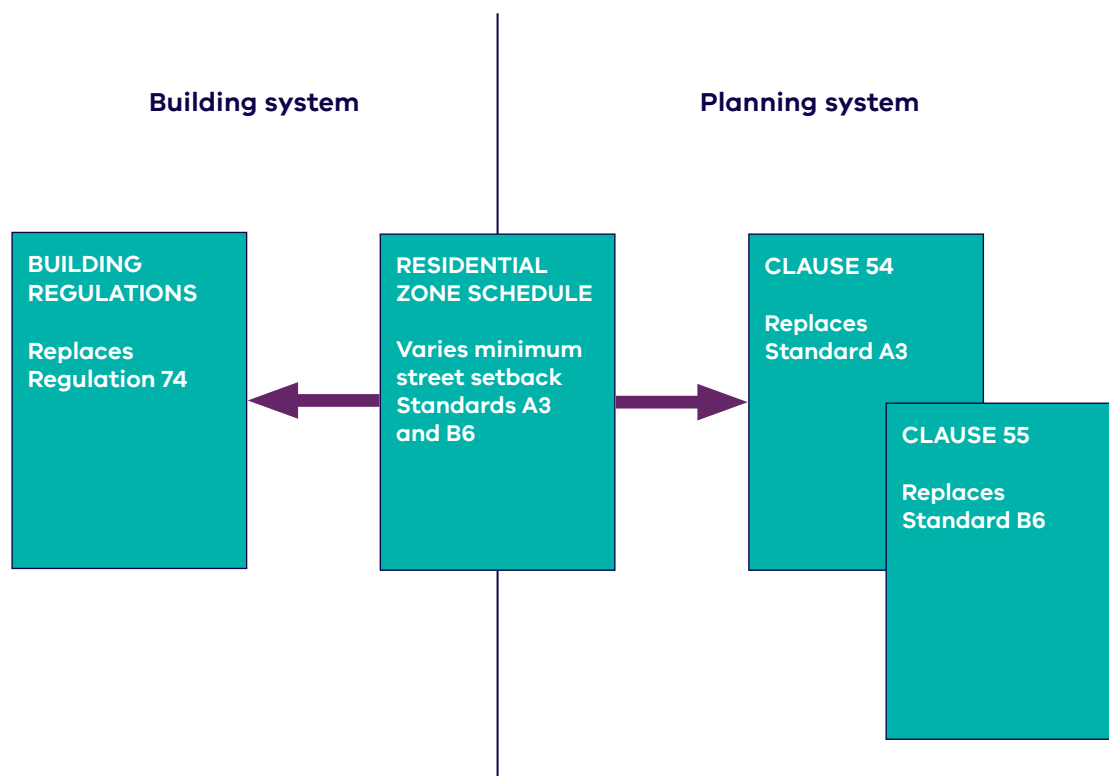 Building system
Planning system
BUILDING
REGULATIONS
Replaces
Regulation 74
RESIDENTIAL
ZONE SCHEDULE
Varies minimum
street setback
Standards A3
and B6
CLAUSE 54
Replaces
Standard A3
CLAUSE 55
Replaces
Standard B6